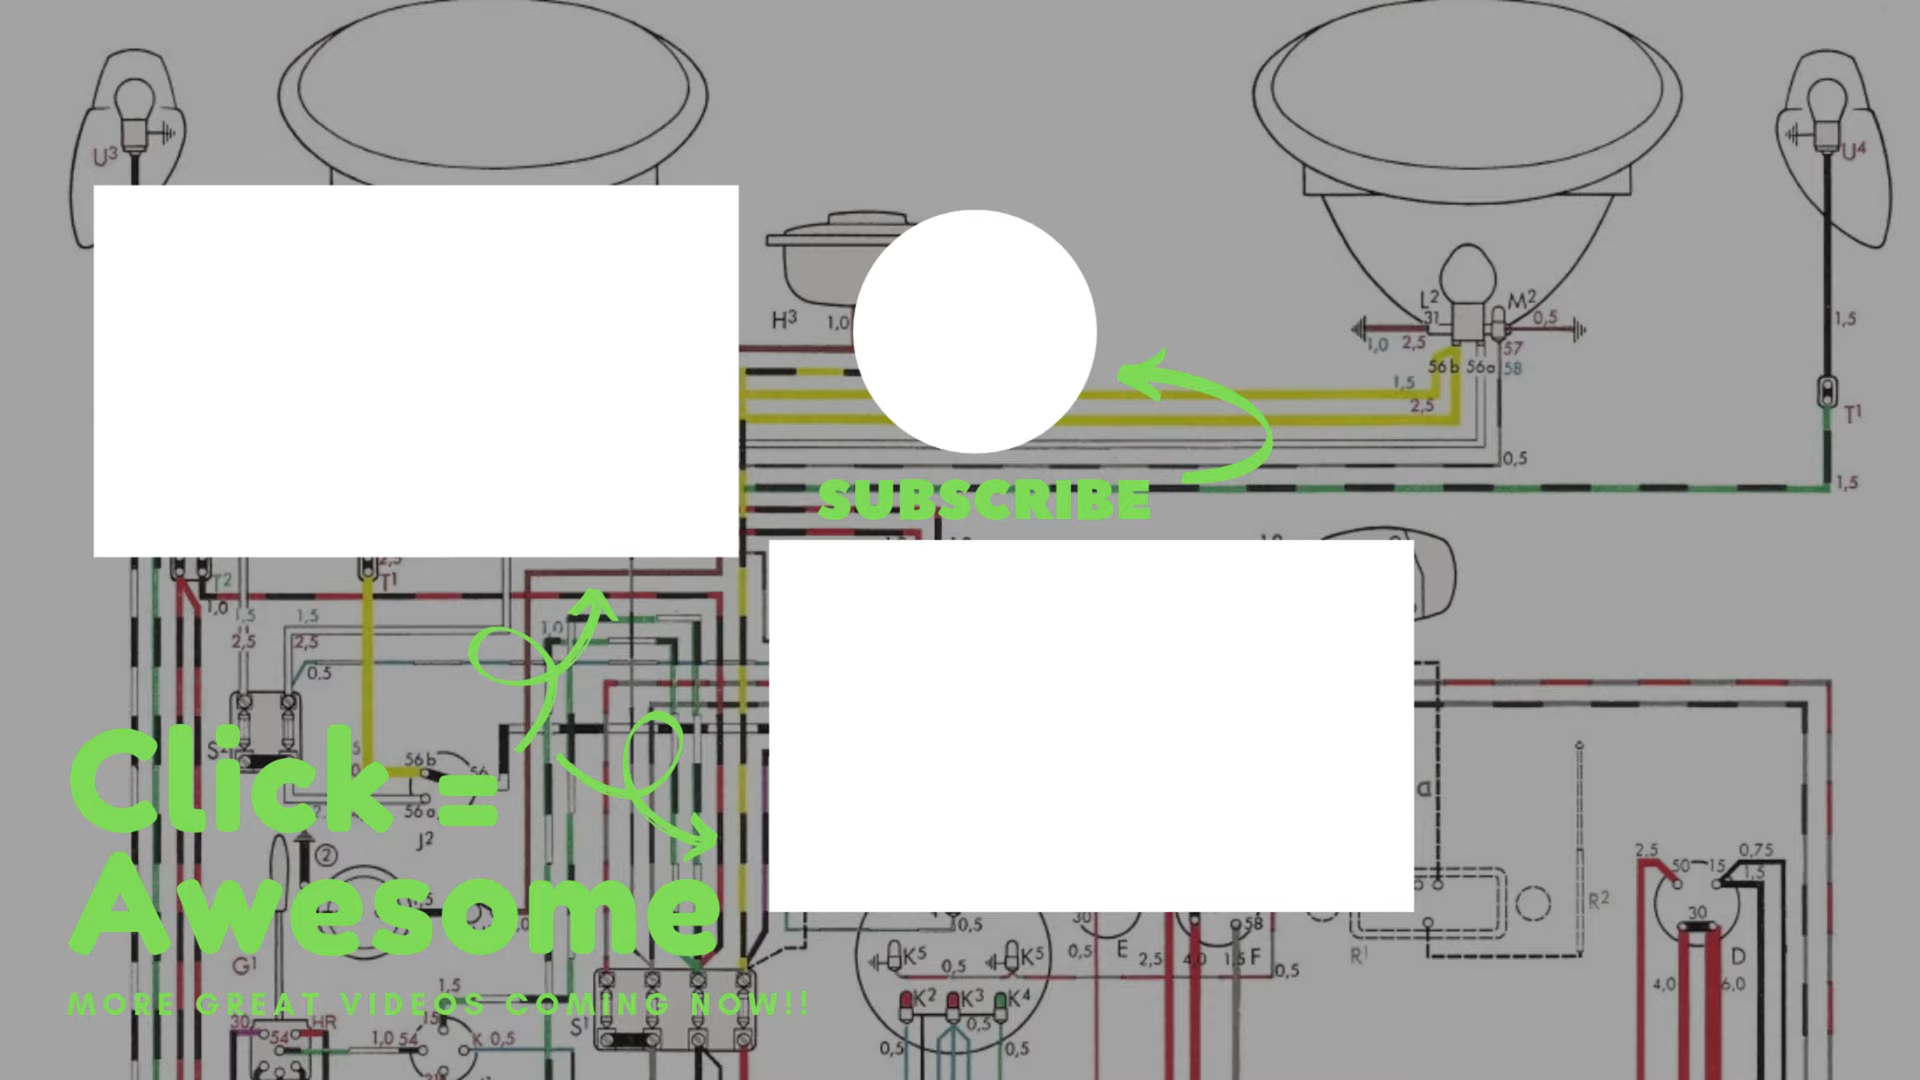 U3
U4
H3
1,0
L2
31
M2
0,5
1,0
2,5
57
56b
56a
58
1,5
2,5
1,5
T1
0,5
1,5
SUBSCRIBE
T2
2,5
T1
1,0
1,5
1,5
2,5
2,5
1,0
0,5
Click =
56b
56
56a
J2
a
2
Awesome
2,5
50
15
0,75
1,5
R2
30
D
4,0
6,0
0,5
30
0,5
E
2,5
4,0
1,5
58
F
0,5
R1
K5
0,5
K5
G1
K2
K3
K4
0,5
0,5
0,5
MORE GREAT VIDEOS COMING NOW!!
1,5
S1
30
HR
54
1,0
54
15
K
0,5